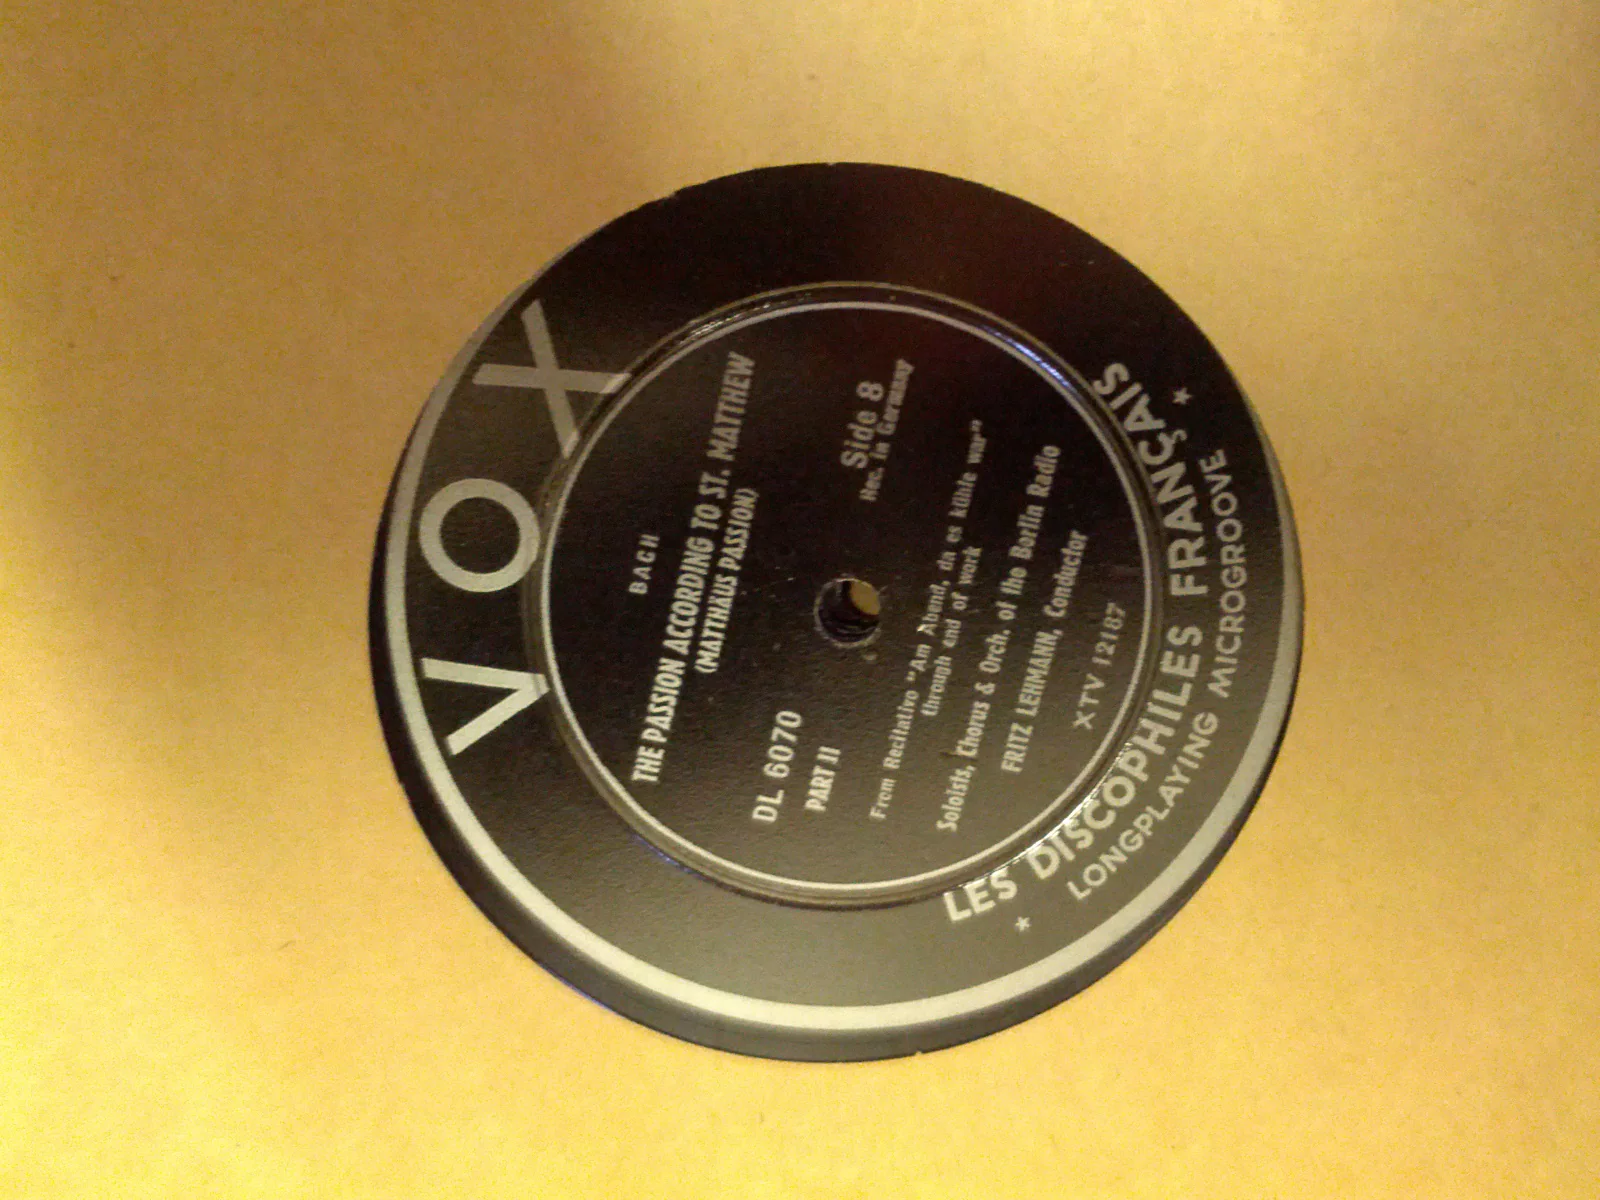 VOX
BACH
THE PASSION ACCORDING TO ST. MATTHEW
(MATTHÄUS PASSION)
DL 6070
Side 8
PART II
Rec. in Germany
From Recitative "Am Abend, da es kühle war"
through end of work
Soloists, Chorus & Orch. of the Berlin Radio
FRITZ LEHMANN, Conductor
XTV 12187
* LES DISCOPHILES FRANÇAIS *
LONGPLAYING MICROGROOVE